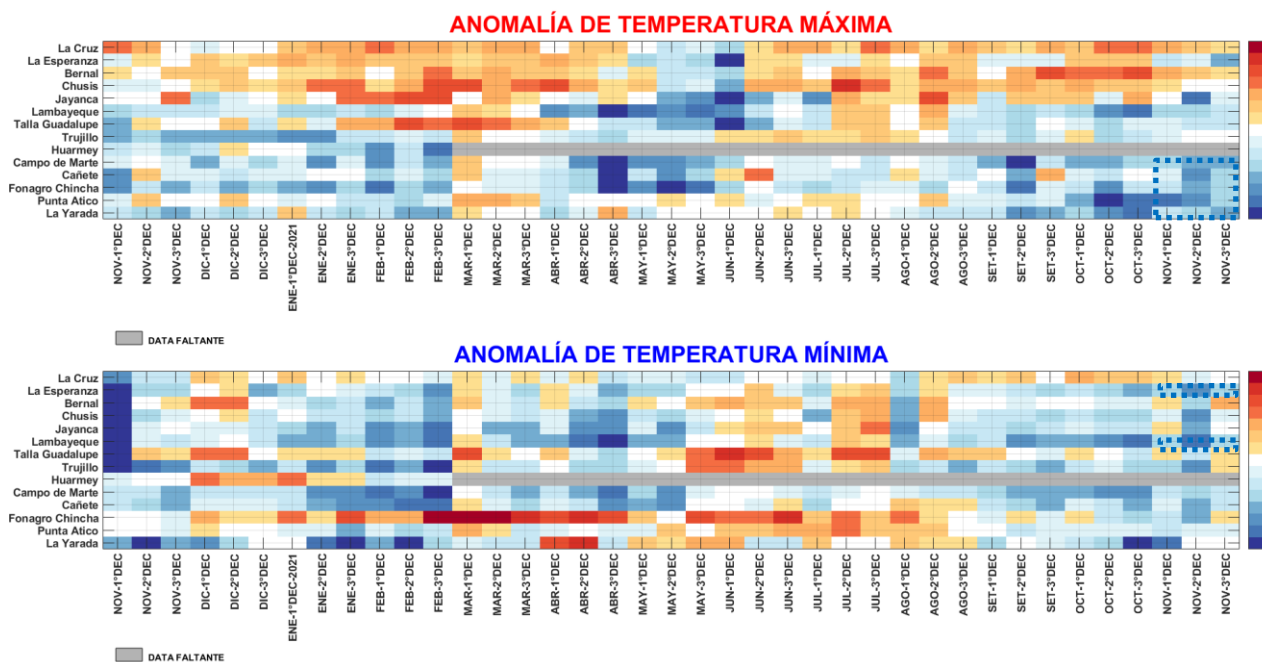 ANOMALÍA DE TEMPERATURA MÁXIMA
La Cruz
La Esperanza
Bernal
Chusis
Jayanca
Lambayeque
Talla Guadalupe
Trujillo
Huarmey
Campo de Marte
Cañete
Fonagro Chincha
Punta Atico
La Yarada
NOV-1°DEC
NOV-2°DEC
NOV-3°DEC
DIC-1°DEC
DIC-2°DEC
DIC-3°DEC
ENE-1°DEC-2021
ENE-2°DEC
ENE-3°DEC
FEB-1°DEC
FEB-2°DEC
FEB-3°DEC
MAR-1°DEC
MAR-2°DEC
MAR-3°DEC
ABR-1°DEC
ABR-2°DEC
ABR-3°DEC
MAY-1°DEC
MAY-2°DEC
MAY-3°DEC
JUN-1°DEC
JUN-2°DEC
JUN-3°DEC
JUL-1°DEC
JUL-2°DEC
JUL-3°DEC
AGO-1°DEC
AGO-2°DEC
AGO-3°DEC
SET-1°DEC
SET-2°DEC
SET-3°DEC
OCT-1°DEC
OCT-2°DEC
OCT-3°DEC
NOV-1°DEC
NOV-2°DEC
NOV-3°DEC
DATA FALTANTE
ANOMALÍA DE TEMPERATURA MÍNIMA
La Cruz
La Esperanza
Bernal
Chusis
Jayanca
Lambayeque
Talla Guadalupe
Trujillo
Huarmey
Campo de Marte
Cañete
Fonagro Chincha
Punta Atico
La Yarada
NOV-1°DEC
NOV-2°DEC
NOV-3°DEC
DIC-1°DEC
DIC-2°DEC
DIC-3°DEC
ENE-1°DEC-2021
ENE-2°DEC
ENE-3°DEC
FEB-1°DEC
FEB-2°DEC
FEB-3°DEC
MAR-1°DEC
MAR-2°DEC
MAR-3°DEC
ABR-1°DEC
ABR-2°DEC
ABR-3°DEC
MAY-1°DEC
MAY-2°DEC
MAY-3°DEC
JUN-1°DEC
JUN-2°DEC
JUN-3°DEC
JUL-1°DEC
JUL-2°DEC
JUL-3°DEC
AGO-1°DEC
AGO-2°DEC
AGO-3°DEC
SET-1°DEC
SET-2°DEC
SET-3°DEC
OCT-1°DEC
OCT-2°DEC
OCT-3°DEC
NOV-1°DEC
NOV-2°DEC
NOV-3°DEC
DATA FALTANTE